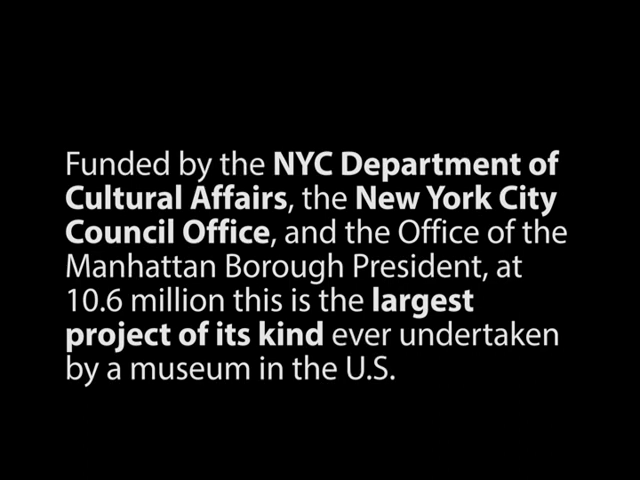 Funded by the NYC Department of
Cultural Affairs, the New York City
Council Office, and the Office of the
Manhattan Borough President, at
10.6 million this is the largest
project of its kind ever undertaken
by a museum in the U.S.